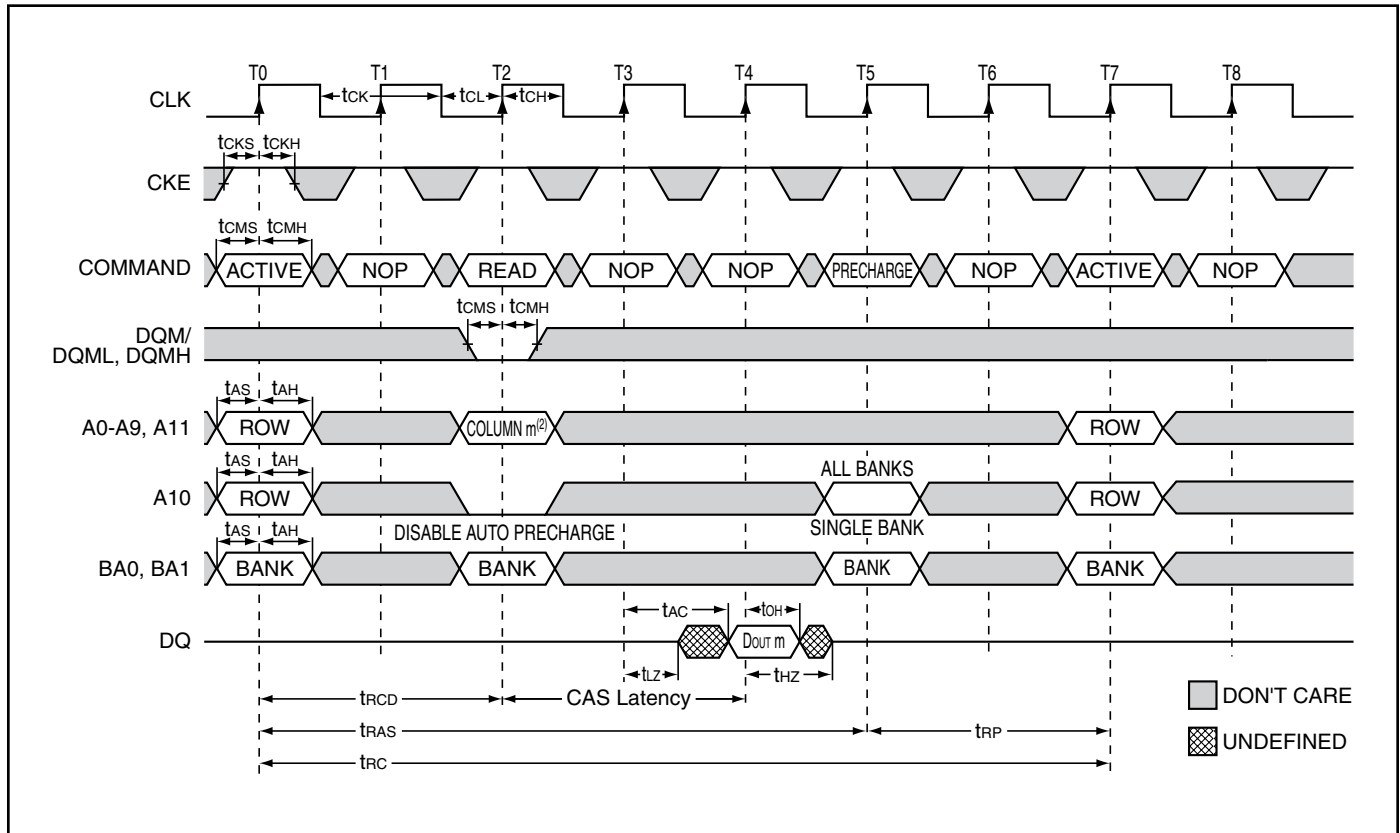 T0 T1 T2 T3 T4 T5 T6 T7 T8
CLK tCK tCL tCH
tCKS tCKH
CKE
tCMS tCMH
COMMAND ACTIVE NOP READ NOP NOP PRECHARGE NOP ACTIVE NOP
tCMS tCMH
DQM/
DQML, DQMH
tAS tAH
A0-A9, A11 ROW COLUMN m(2) ROW
tAS tAH ALL BANKS
A10 ROW ROW
tAS tAH DISABLE AUTO PRECHARGE SINGLE BANK
BA0, BA1 BANK BANK BANK BANK
tAC tOH
DQ DOUT m
tLZ tHZ
tRCD CAS Latency
DON'T CARE
tRAS tRP
UNDEFINED
tRC